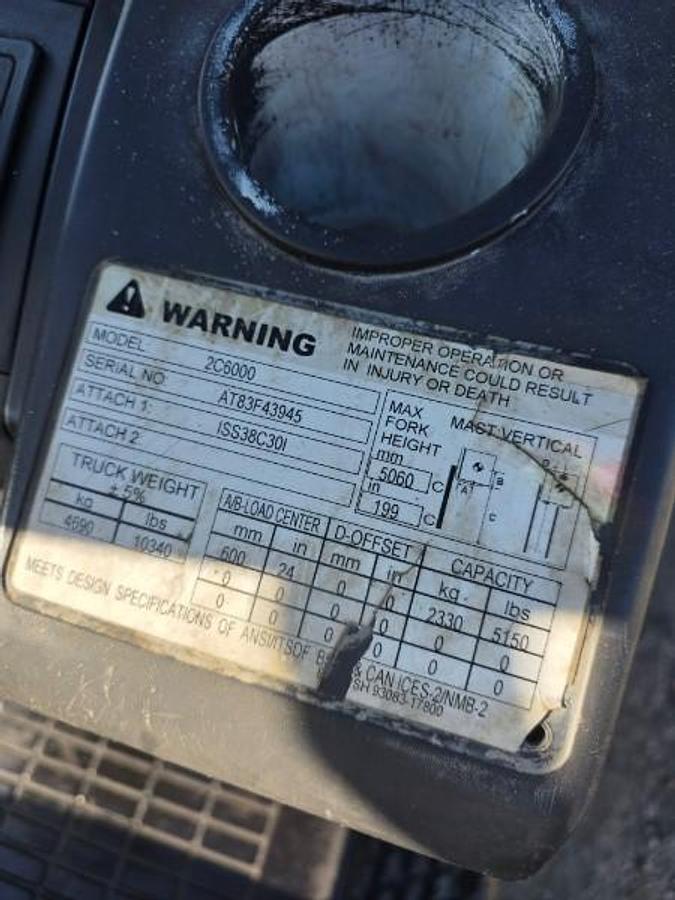 WARNING
IMPROPER OPERATION OR
MAINTENANCE COULD RESULT
IN INJURY OR DEATH
MODEL 2C6000
SERIAL NO AT83F43945
ATTACH 1: ISS38C30I
ATTACH 2:
MAX
FORK
HEIGHT
mm
5060 C
in
199 C
MAST VERTICAL
A B C D
TRUCK WEIGHT
± 5%
kg lbs
4690 10340
A/B-LOAD CENTER D-OFFSET CAPACITY
mm in mm in kg lbs
600 24 0 0 2330 5150
0 0 0 0 0 0
0 0 0 0 0 0
MEETS DESIGN SPECIFICATIONS OF ANSI/ITSDF & CAN ICES-2/NMB-2
SH 93083-17800